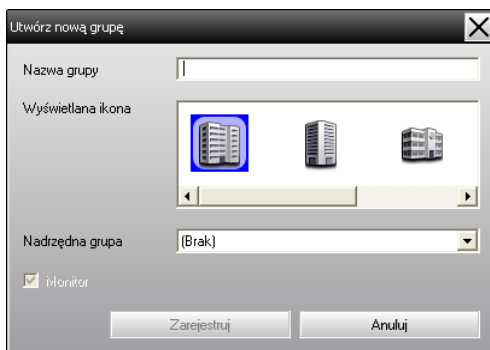 Utwórz nową grupę
Nazwa grupy
Wyświetlana ikona
Nadrzędna grupa
(Brak)
Monitor
Zarejestruj
Anuluj